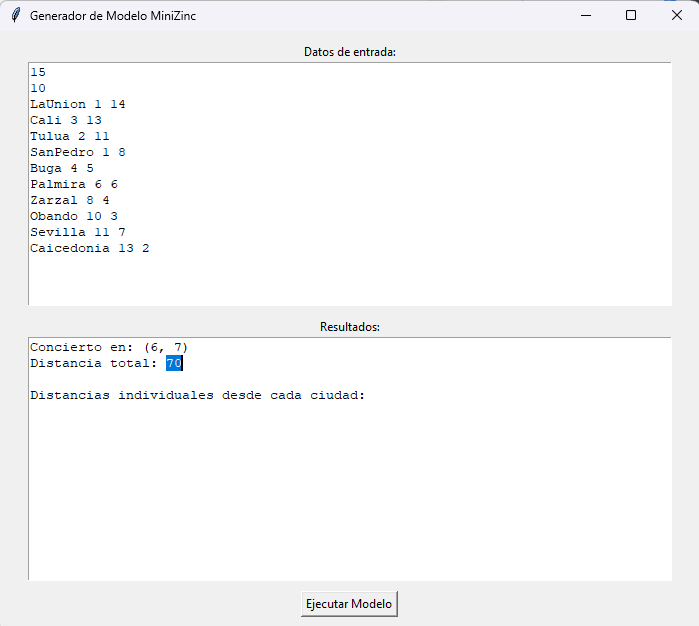 Generador de Modelo MiniZinc
Datos de entrada:
15
10
LaUnion 1 14
Cali 3 13
Tulua 2 11
SanPedro 1 8
Buga 4 5
Palmira 6 6
Zarzal 8 4
Obando 10 3
Sevilla 11 7
Caicedonia 13 2
Resultados:
Concierto en: (6, 7)
Distancia total: 70
Distancias individuales desde cada ciudad:
Ejecutar Modelo